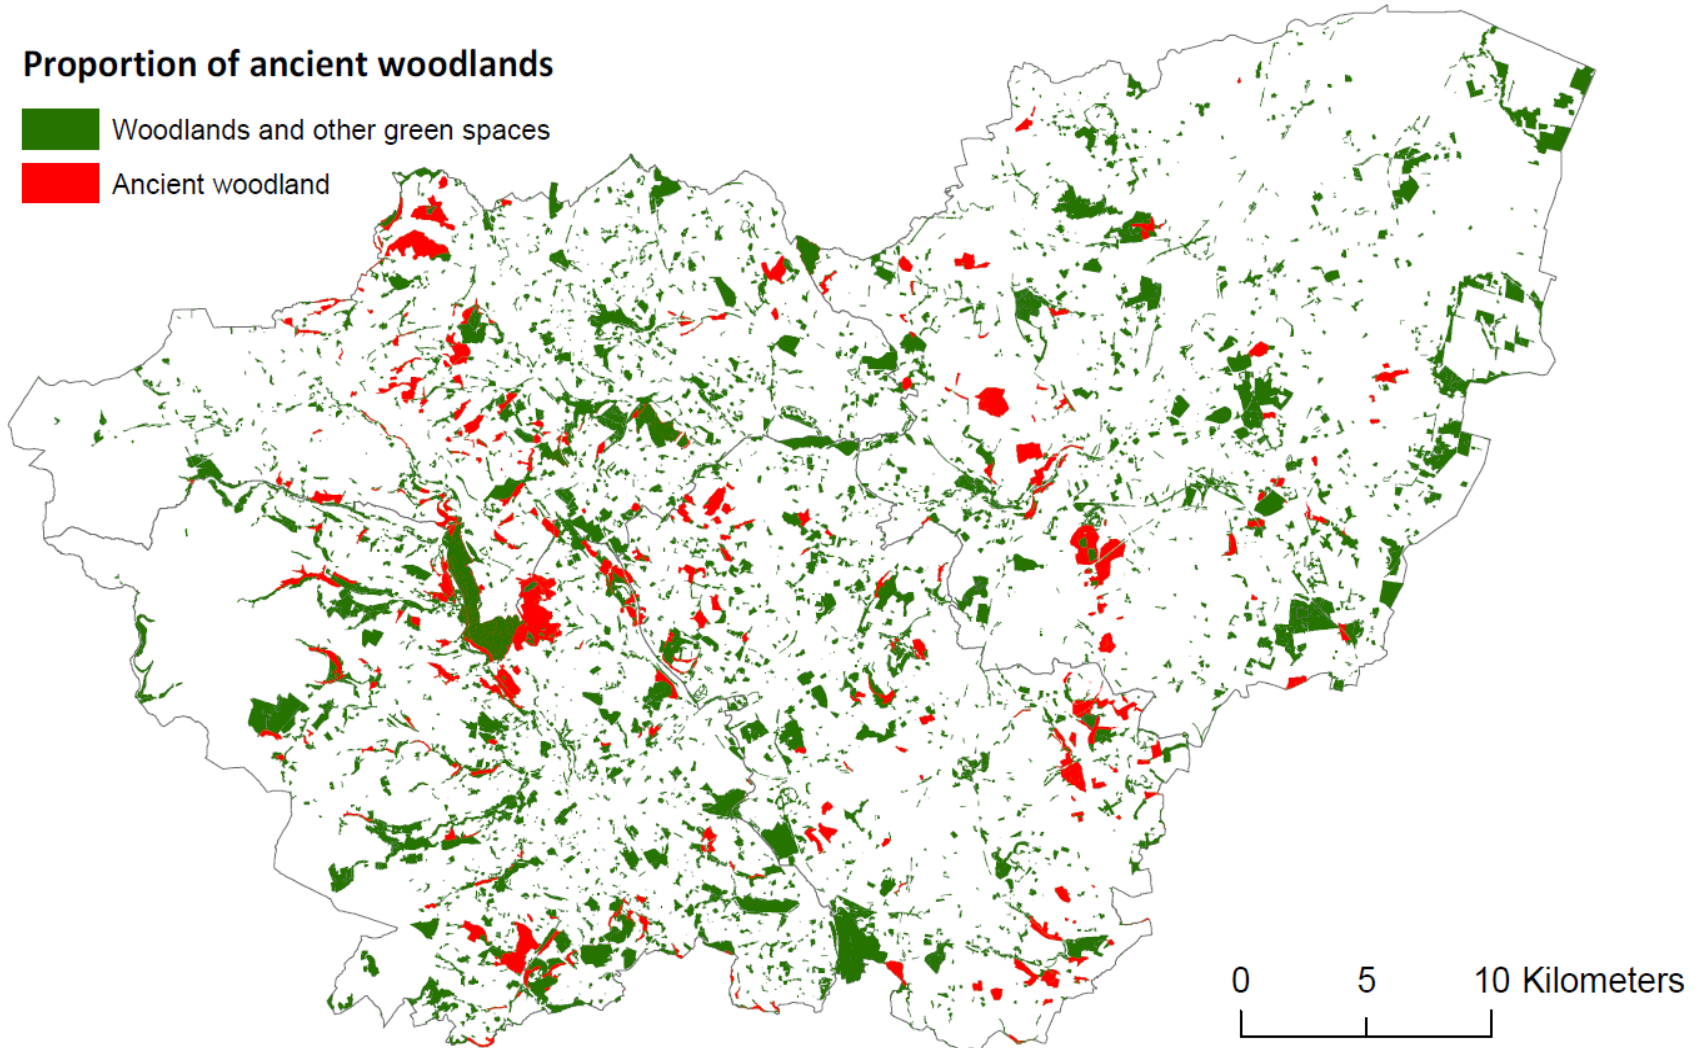 Proportion of ancient woodlands
Woodlands and other green spaces
Ancient woodland
0 5 10 Kilometers